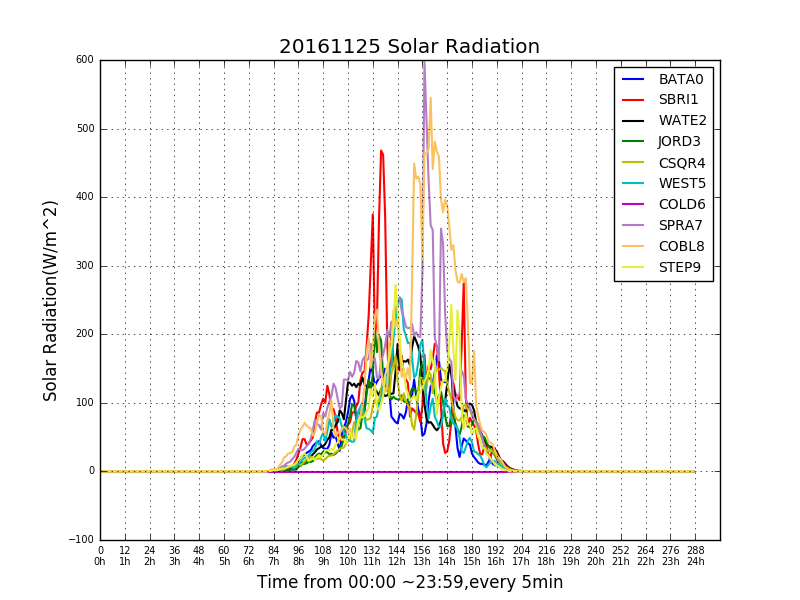 20161125 Solar Radiation
600
500
400
300
200
100
0
−100
Solar Radiation(W/m^2)
BATA0
SBRI1
WATE2
JORD3
CSQR4
WEST5
COLD6
SPRA7
COBL8
STEP9
0 12 24 36 48 60 72 84 96 108 120 132 144 156 168 180 192 204 216 228 240 252 264 276 288
0h 1h 2h 3h 4h 5h 6h 7h 8h 9h 10h 11h 12h 13h 14h 15h 16h 17h 18h 19h 20h 21h 22h 23h 24h
Time from 00:00 ~23:59,every 5min